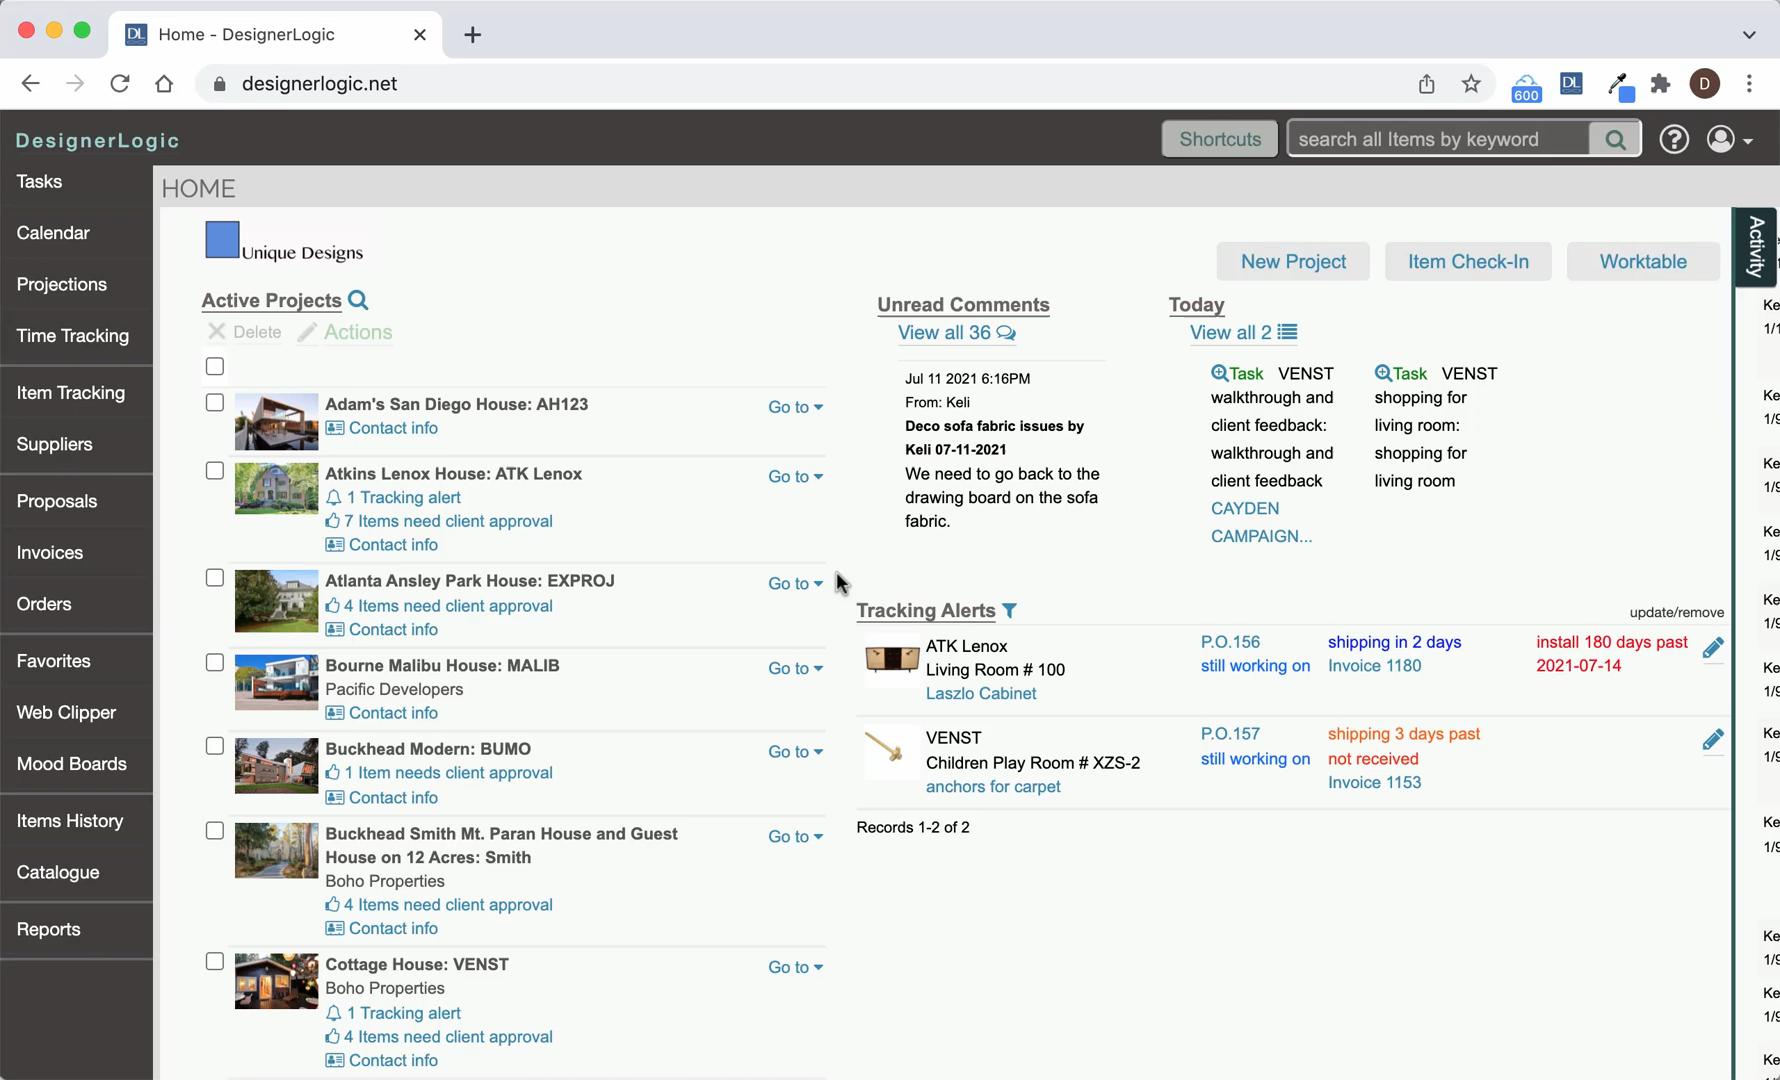 DL Home - DesignerLogic
designerlogic.net
600
DL
D
DesignerLogic
Shortcuts
search all Items by keyword
Tasks
Calendar
Projections
Time Tracking
Item Tracking
Suppliers
Proposals
Invoices
Orders
Favorites
Web Clipper
Mood Boards
Items History
Catalogue
Reports
HOME
Unique Designs
New Project
Item Check-In
Worktable
Activity
Active Projects
Delete
Actions
Adam's San Diego House: AH123
Go to
Contact info
Atkins Lenox House: ATK Lenox
Go to
1 Tracking alert
7 Items need client approval
Contact info
Atlanta Ansley Park House: EXPROJ
Go to
4 Items need client approval
Contact info
Bourne Malibu House: MALIB
Go to
Pacific Developers
Contact info
Buckhead Modern: BUMO
Go to
1 Item needs client approval
Contact info
Buckhead Smith Mt. Paran House and Guest
House on 12 Acres: Smith
Go to
Boho Properties
4 Items need client approval
Contact info
Cottage House: VENST
Go to
Boho Properties
1 Tracking alert
4 Items need client approval
Contact info
Unread Comments
View all 36
Jul 11 2021 6:16PM
From: Keli
Deco sofa fabric issues by
Keli 07-11-2021
We need to go back to the
drawing board on the sofa
fabric.
Today
View all 2
Task VENST
walkthrough and
client feedback:
walkthrough and
client feedback
CAYDEN
CAMPAIGN...
Task VENST
shopping for
living room:
shopping for
living room
Tracking Alerts
update/remove
ATK Lenox
Living Room # 100
Laszlo Cabinet
P.O.156
still working on
shipping in 2 days
Invoice 1180
install 180 days past
2021-07-14
VENST
Children Play Room # XZS-2
anchors for carpet
P.O.157
still working on
shipping 3 days past
not received
Invoice 1153
Records 1-2 of 2